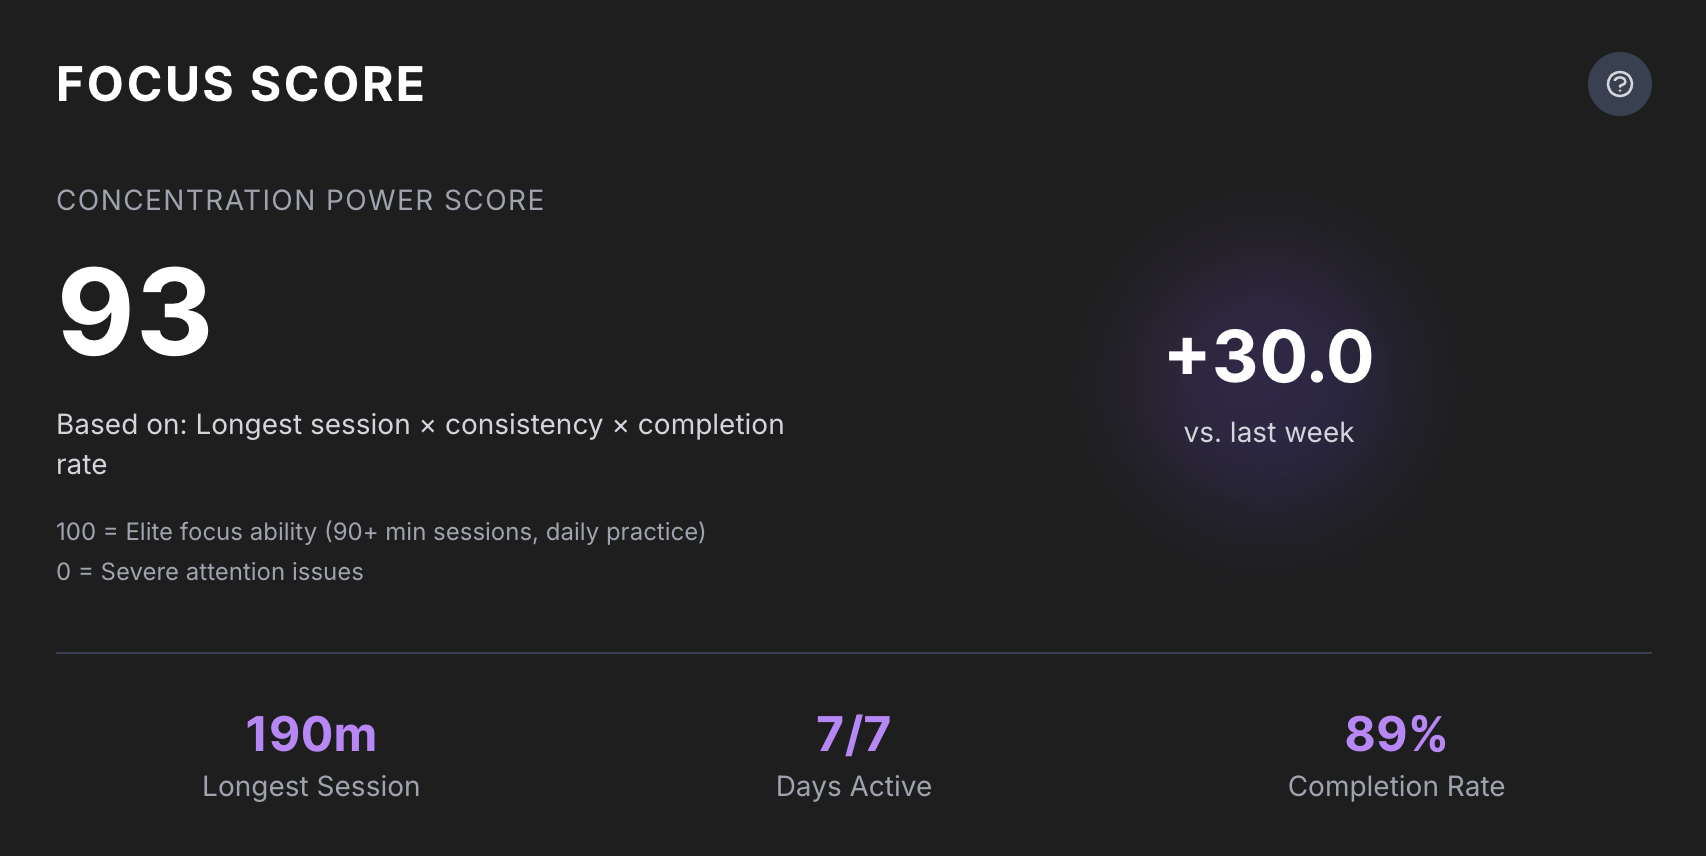 FOCUS SCORE
CONCENTRATION POWER SCORE
93
Based on: Longest session × consistency × completion
rate
100 = Elite focus ability (90+ min sessions, daily practice)
0 = Severe attention issues
+30.0
vs. last week
190m
Longest Session
7/7
Days Active
89%
Completion Rate